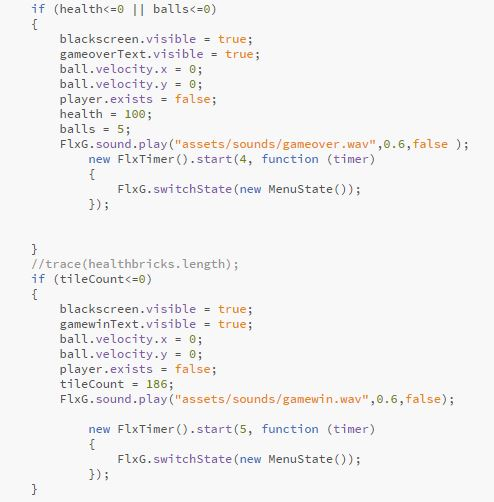 if (health<=0 || balls<=0)
{
blackscreen.visible = true;
gameoverText.visible = true;
ball.velocity.x = 0;
ball.velocity.y = 0;
player.exists = false;
health = 100;
balls = 5;
FlxG.sound.play("assets/sounds/gameover.wav",0.6,false );
new FlxTimer().start(4, function (timer)
{
FlxG.switchState(new MenuState());
});
}
//trace(healthbricks.length);
if (tileCount<=0)
{
blackscreen.visible = true;
gamewinText.visible = true;
ball.velocity.x = 0;
ball.velocity.y = 0;
player.exists = false;
tileCount = 186;
FlxG.sound.play("assets/sounds/gamewin.wav",0.6,false);
new FlxTimer().start(5, function (timer)
{
FlxG.switchState(new MenuState());
});
}